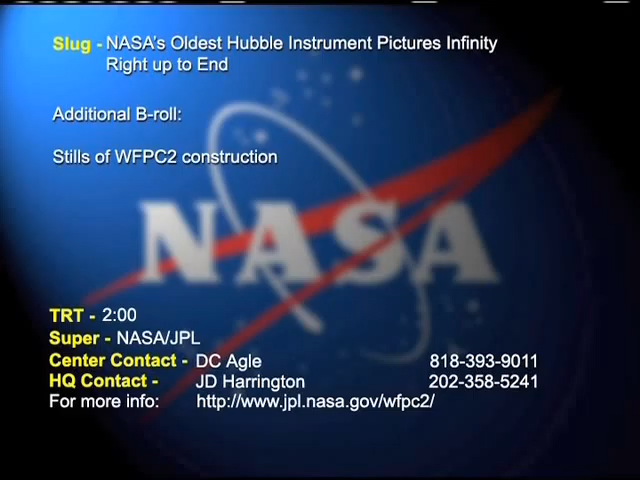 Slug - NASA's Oldest Hubble Instrument Pictures Infinity
Right up to End
Additional B-roll:
Stills of WFPC2 construction
NASA
TRT - 2:00
Super - NASA/JPL
Center Contact - DC Agle 818-393-9011
HQ Contact - JD Harrington 202-358-5241
For more info: http://www.jpl.nasa.gov/wfpc2/